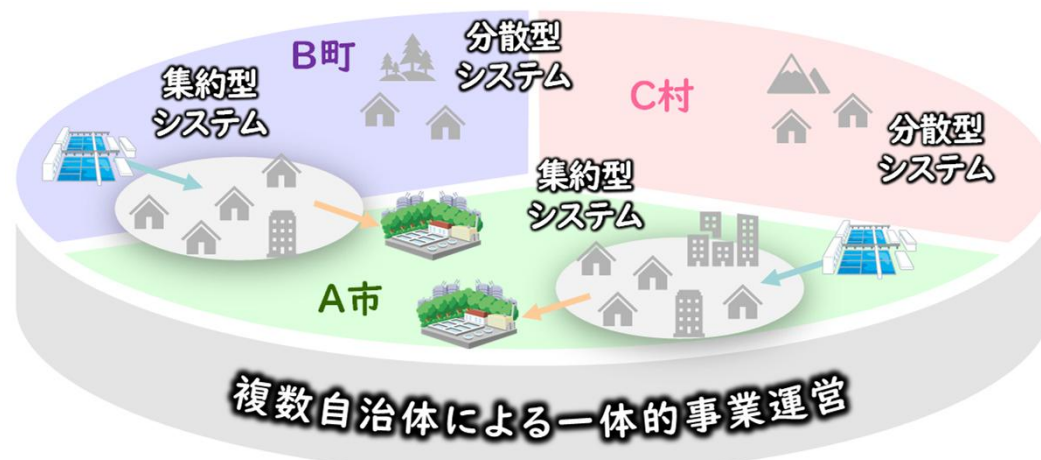 B町
分散型
システム
集約型
システム
C村
分散型
システム
集約型
システム
A市
複数自治体による一体的事業運営